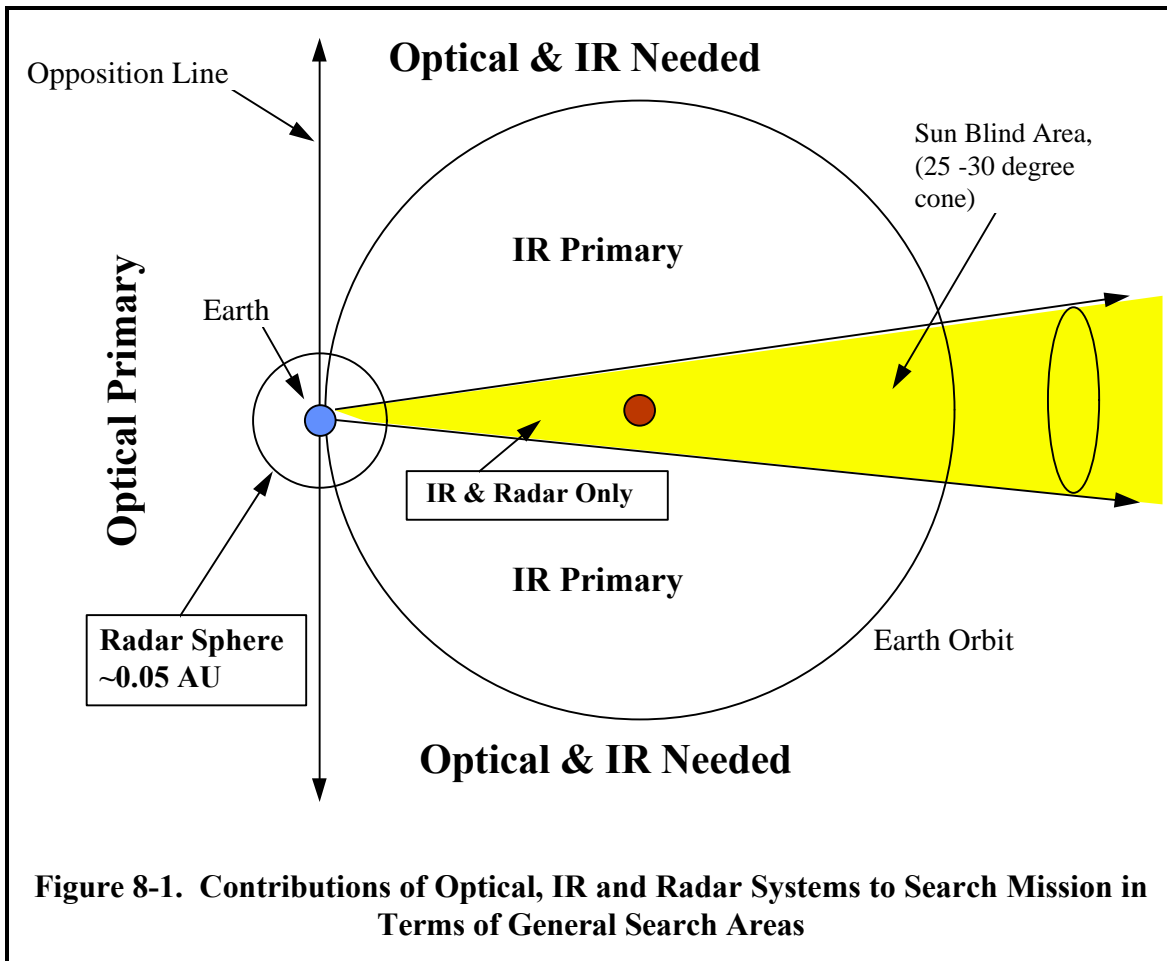 Optical & IR Needed
Opposition Line
Sun Blind Area,
(25 -30 degree
cone)
IR Primary
Earth
Optical Primary
IR & Radar Only
IR Primary
Radar Sphere
~0.05 AU
Earth Orbit
Optical & IR Needed
Figure 8-1. Contributions of Optical, IR and Radar Systems to Search Mission in
Terms of General Search Areas